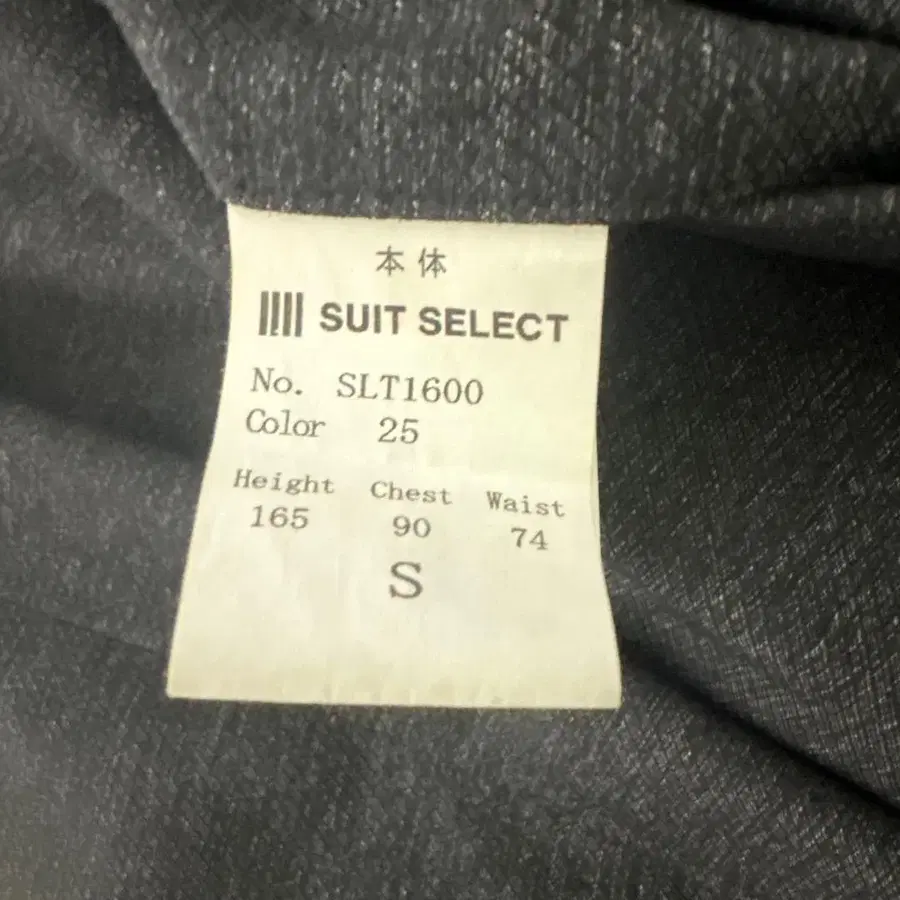 本体
SUIT SELECT
No. SLT1600
Color 25
Height Chest Waist
165 90 74
S